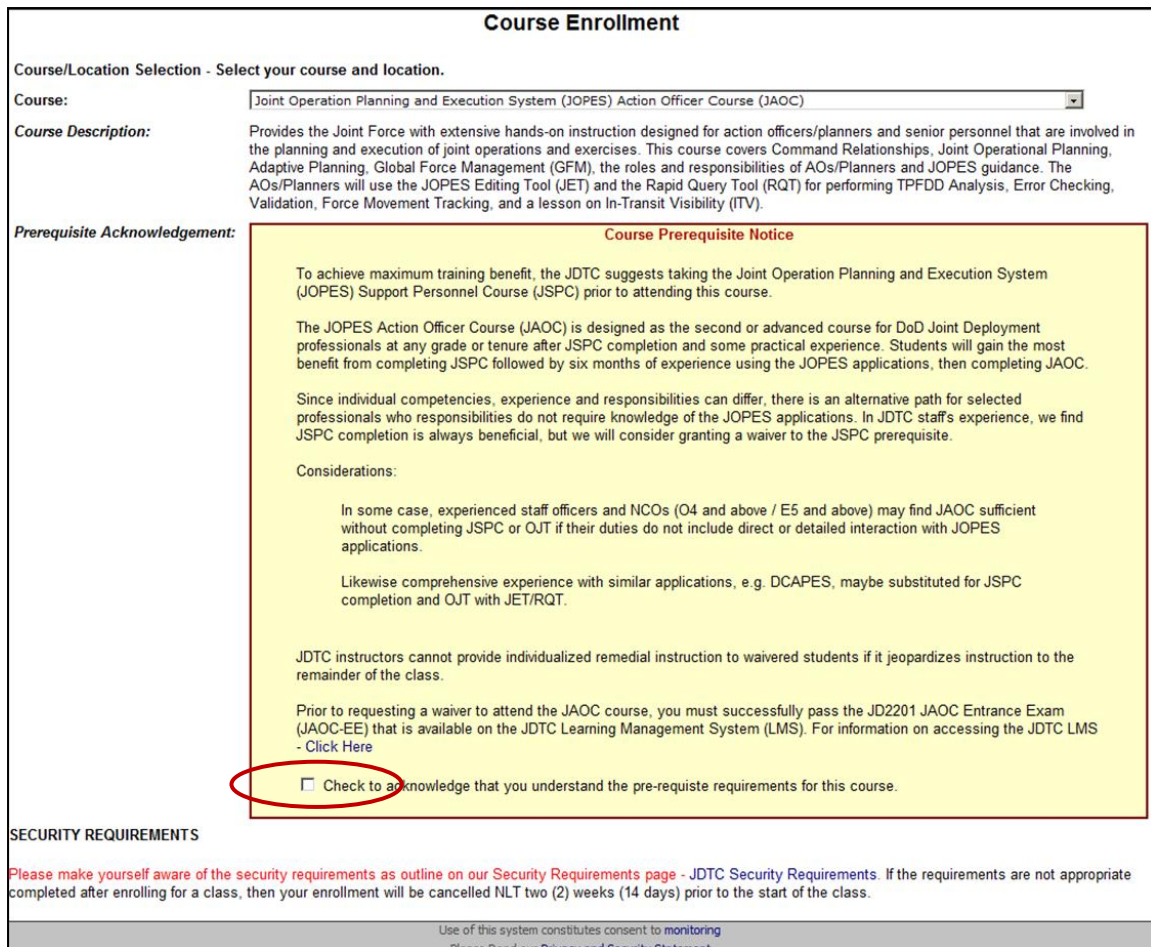 Course Enrollment
Course/Location Selection - Select your course and location.
Course:
Joint Operation Planning and Execution System (JOPES) Action Officer Course (JAOC)
Course Description:
Provides the Joint Force with extensive hands-on instruction designed for action officers/planners and senior personnel that are involved in
the planning and execution of joint operations and exercises. This course covers Command Relationships, Joint Operational Planning,
Adaptive Planning, Global Force Management (GFM), the roles and responsibilities of AOs/Planners and JOPES guidance. The
AOs/Planners will use the JOPES Editing Tool (JET) and the Rapid Query Tool (RQT) for performing TPFDD Analysis, Error Checking,
Validation, Force Movement Tracking, and a lesson on In-Transit Visibility (ITV).
Prerequisite Acknowledgement:
Course Prerequisite Notice
To achieve maximum training benefit, the JDTC suggests taking the Joint Operation Planning and Execution System
(JOPES) Support Personnel Course (JSPC) prior to attending this course.
The JOPES Action Officer Course (JAOC) is designed as the second or advanced course for DoD Joint Deployment
professionals at any grade or tenure after JSPC completion and some practical experience. Students will gain the most
benefit from completing JSPC followed by six months of experience using the JOPES applications, then completing JAOC.
Since individual competencies, experience and responsibilities can differ, there is an alternative path for selected
professionals who responsibilities do not require knowledge of the JOPES applications. In JDTC staff's experience, we find
JSPC completion is always beneficial, but we will consider granting a waiver to the JSPC prerequisite.
Considerations:
In some case, experienced staff officers and NCOs (O4 and above / E5 and above) may find JAOC sufficient
without completing JSPC or OJT if their duties do not include direct or detailed interaction with JOPES
applications.
Likewise comprehensive experience with similar applications, e.g. DCAPES, maybe substituted for JSPC
completion and OJT with JET/RQT.
JDTC instructors cannot provide individualized remedial instruction to waivered students if it jeopardizes instruction to the
remainder of the class.
Prior to requesting a waiver to attend the JAOC course, you must successfully pass the JD2201 JAOC Entrance Exam
(JAOC-EE) that is available on the JDTC Learning Management System (LMS). For information on accessing the JDTC LMS
- Click Here
Check to acknowledge that you understand the pre-requiste requirements for this course.
SECURITY REQUIREMENTS
Please make yourself aware of the security requirements as outline on our Security Requirements page - JDTC Security Requirements. If the requirements are not appropriate
completed after enrolling for a class, then your enrollment will be cancelled NLT two (2) weeks (14 days) prior to the start of the class.
Use of this system constitutes consent to monitoring
Please Read our Privacy and Security Statement